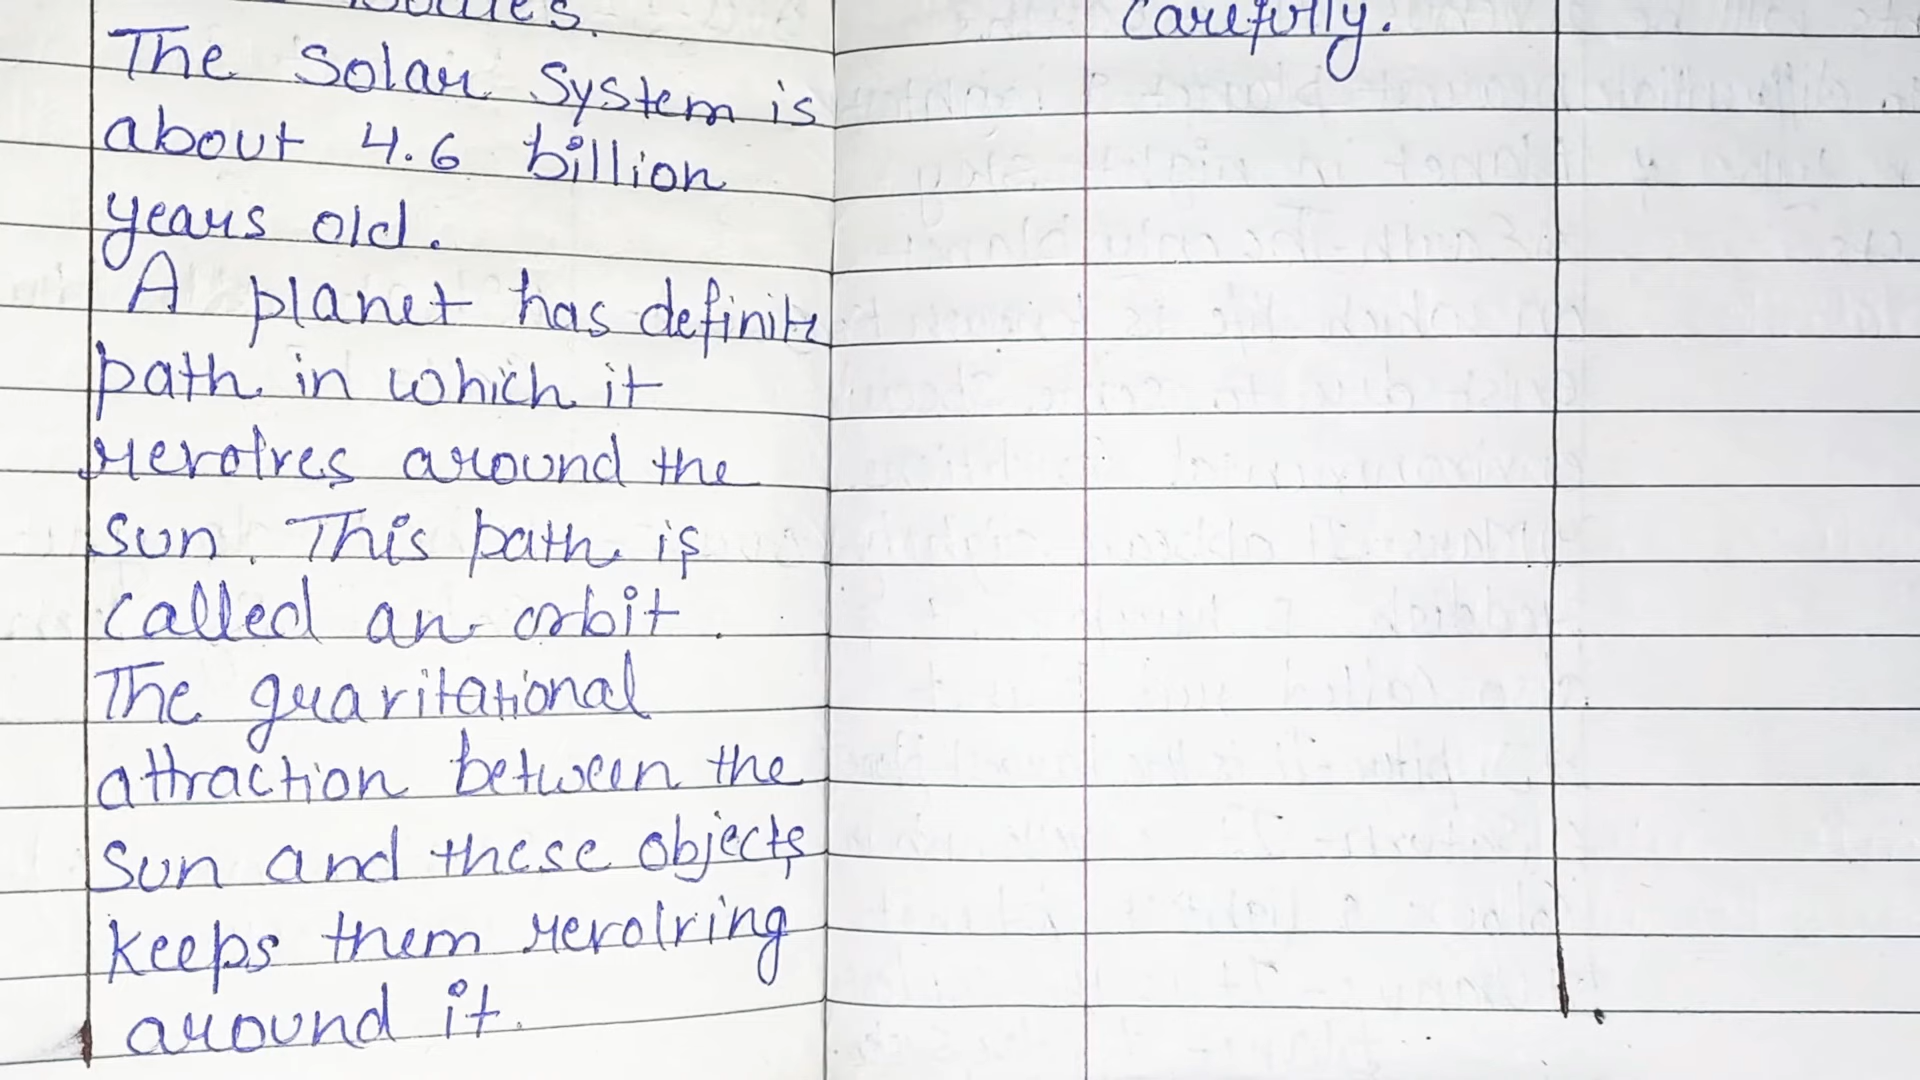 The Solar System is
about 4.6 billion
years old.
A planet has definite
path in which it
revolves around the
sun. This path is
called an orbit.
The guaritational
attraction between the
Sun and these objects
keeps them revolving
around it.
carefully.